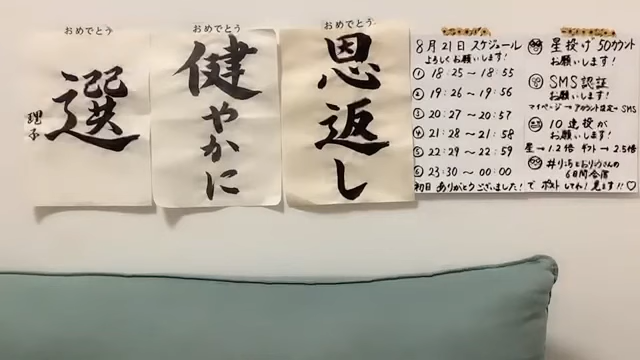 おめでとう
選
理子
おめでとう
健やかに
おめでとう
恩返し
8月21日 スケジュール
よろしくお願いします!
① 18:25〜18:55
② 19:26〜19:56
③ 20:27〜20:57
④ 21:28〜21:58
⑤ 22:29〜22:59
⑥ 23:30〜00:00
星投げ 50カウント
お願いします!
SMS認証
お願いします!
マイページ→アカウント設定→SMS
10連投が
お願いします!
星→1.2倍 ギフト→2.5倍
6日間合宿
初日 ありがとうございました!で ポストしてね!見ます!!♡